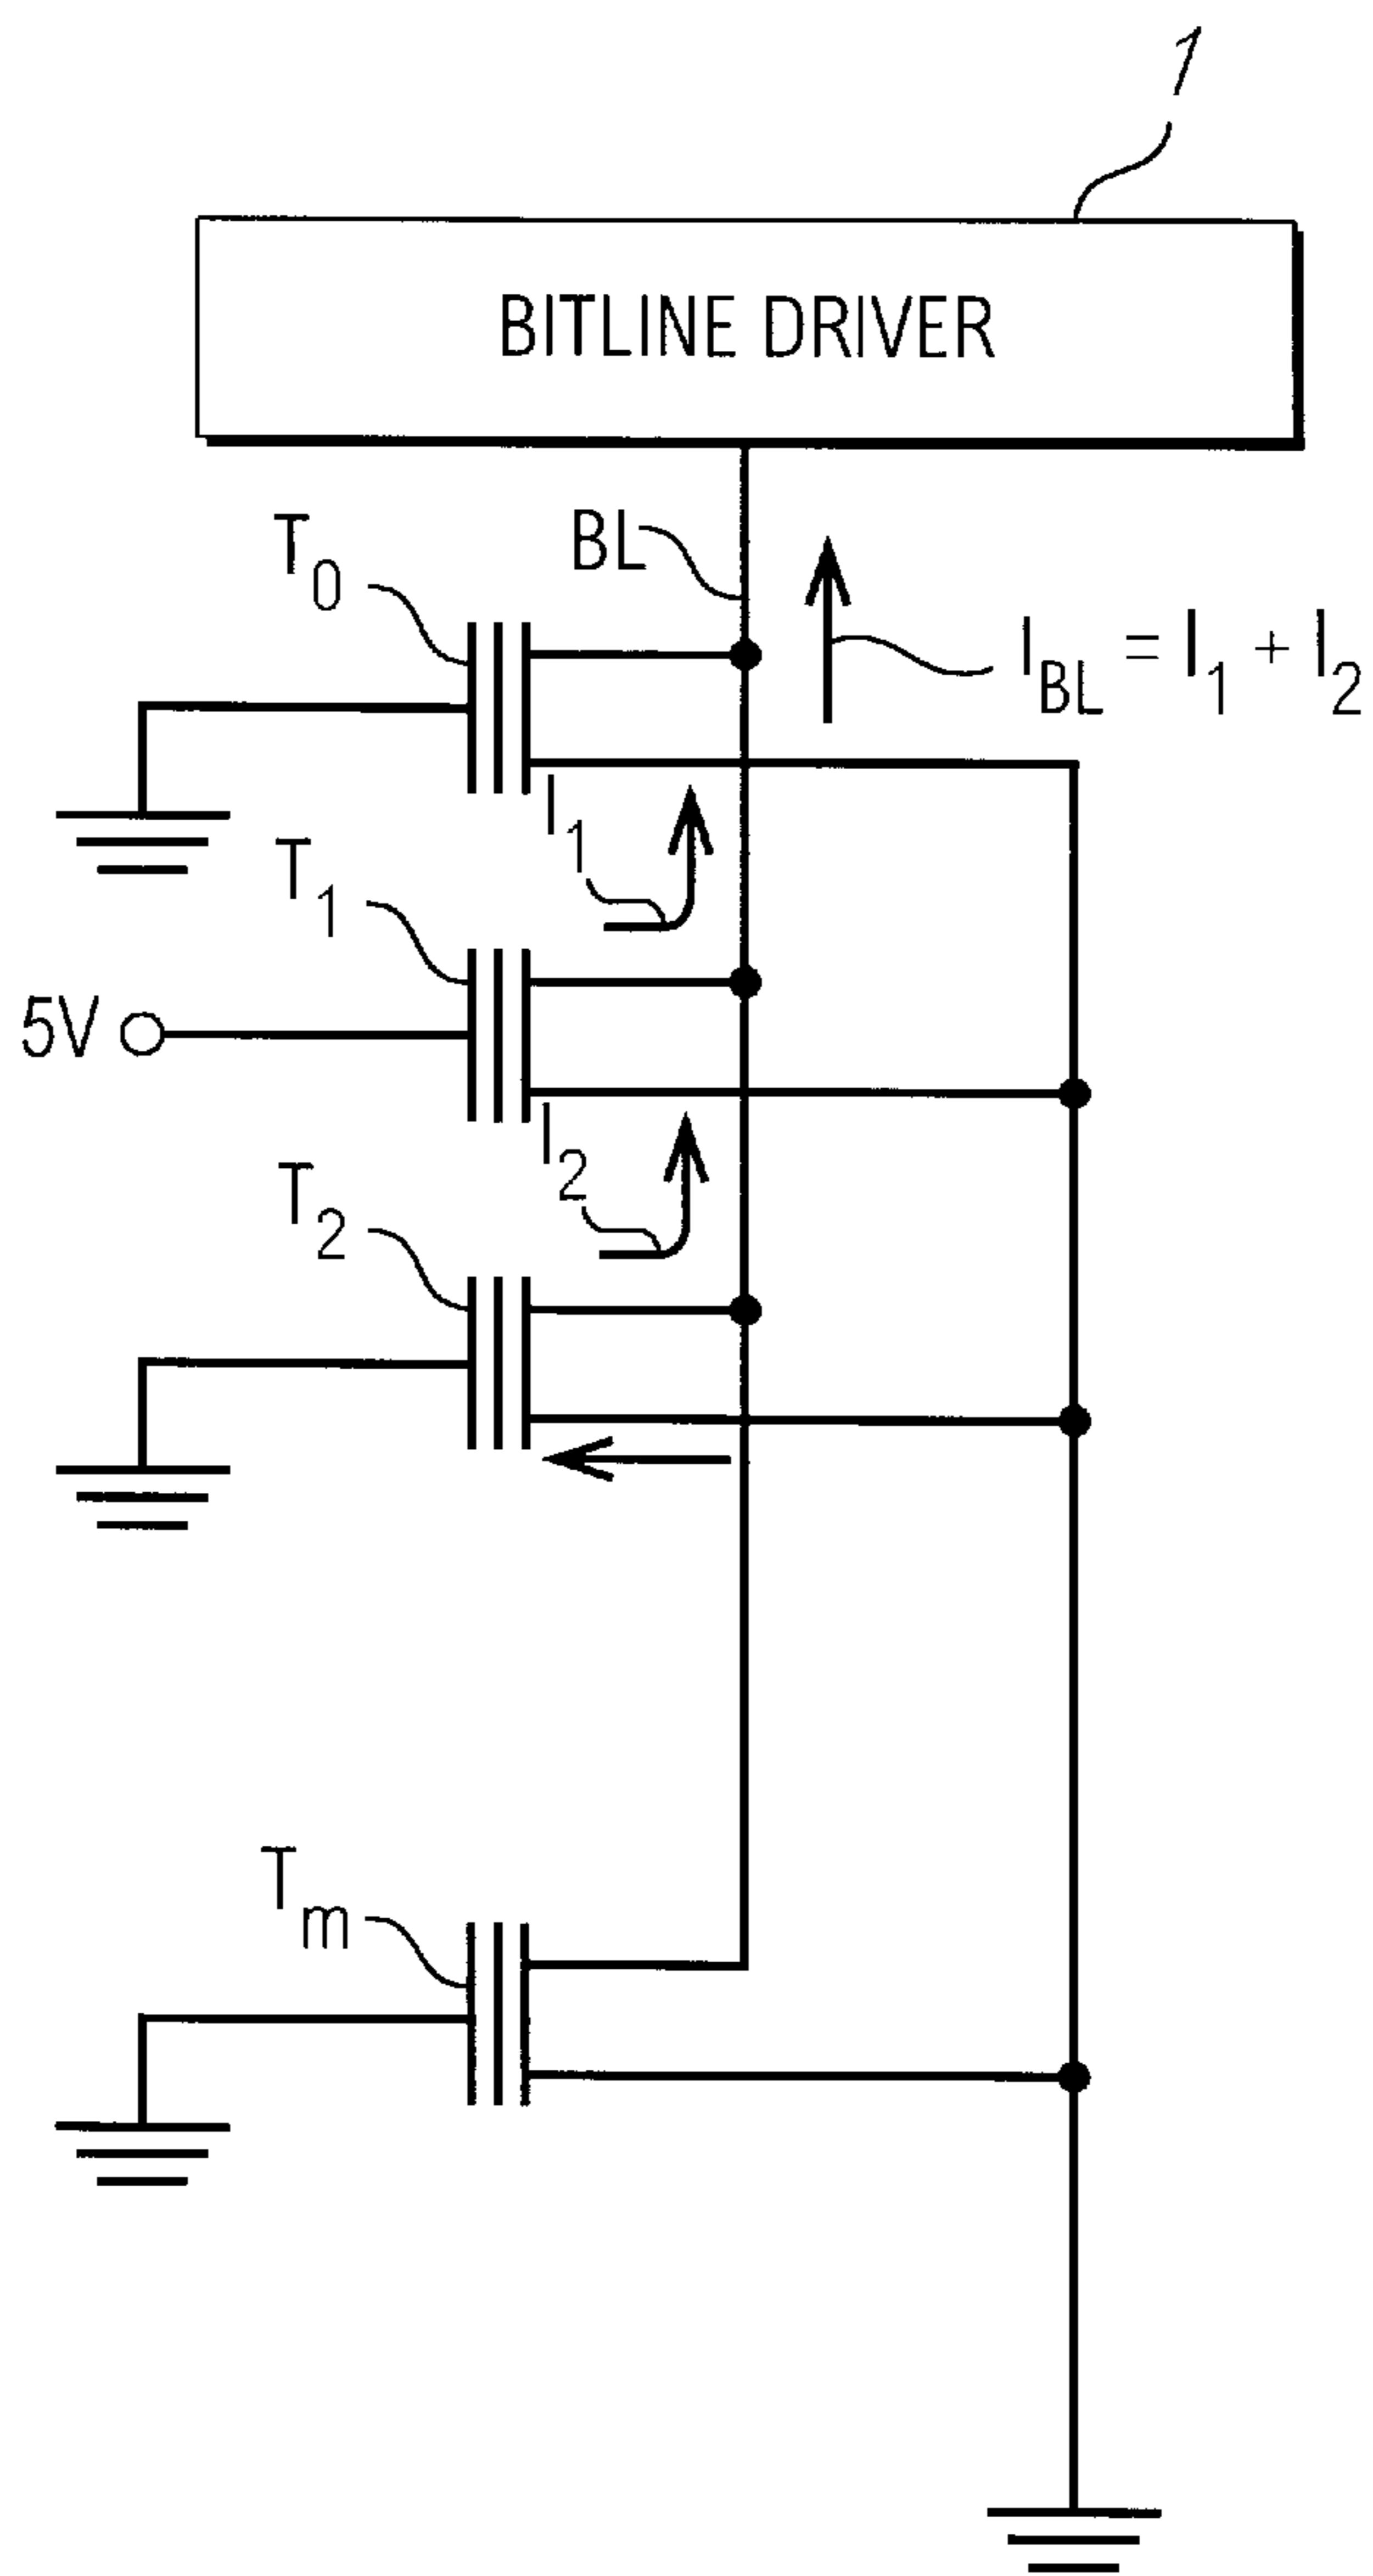 1
BITLINE DRIVER
T0
BL
IBL = I1 + I2
I1
T1
5V
I2
T2
Tm